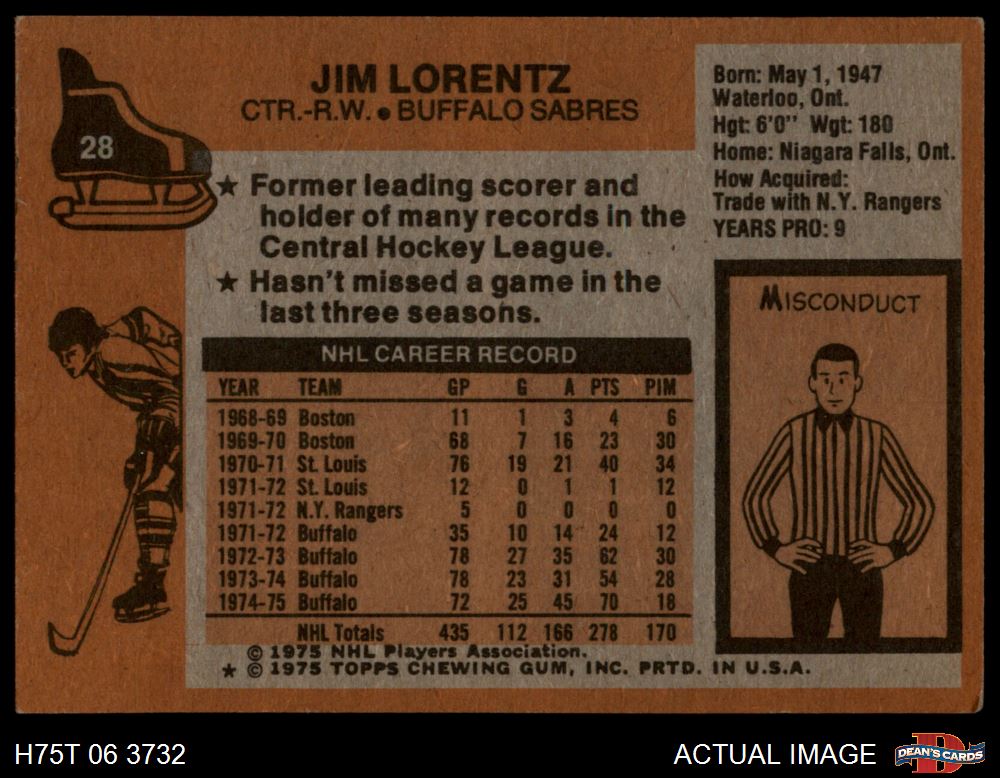 28
JIM LORENTZ
CTR.-R.W. ● BUFFALO SABRES
★ Former leading scorer and
holder of many records in the
Central Hockey League.
★ Hasn't missed a game in the
last three seasons.
Born: May 1, 1947
Waterloo, Ont.
Hgt: 6'0" Wgt: 180
Home: Niagara Falls, Ont.
How Acquired:
Trade with N.Y. Rangers
YEARS PRO: 9
MISCONDUCT
NHL CAREER RECORD
YEAR TEAM GP G A PTS PIM
1968-69 Boston 11 1 3 4 6
1969-70 Boston 68 7 16 23 30
1970-71 St. Louis 76 19 21 40 34
1971-72 St. Louis 12 0 1 1 12
1971-72 N.Y. Rangers 5 0 0 0 0
1971-72 Buffalo 35 10 14 24 12
1972-73 Buffalo 78 27 35 62 30
1973-74 Buffalo 78 23 31 54 28
1974-75 Buffalo 72 25 45 70 18
NHL Totals 435 112 166 278 170
© 1975 NHL Players Association.
★ © 1975 TOPPS CHEWING GUM, INC. PRTD. IN U.S.A.
H75T 06 3732
ACTUAL IMAGE
D
DEAN'S CARDS